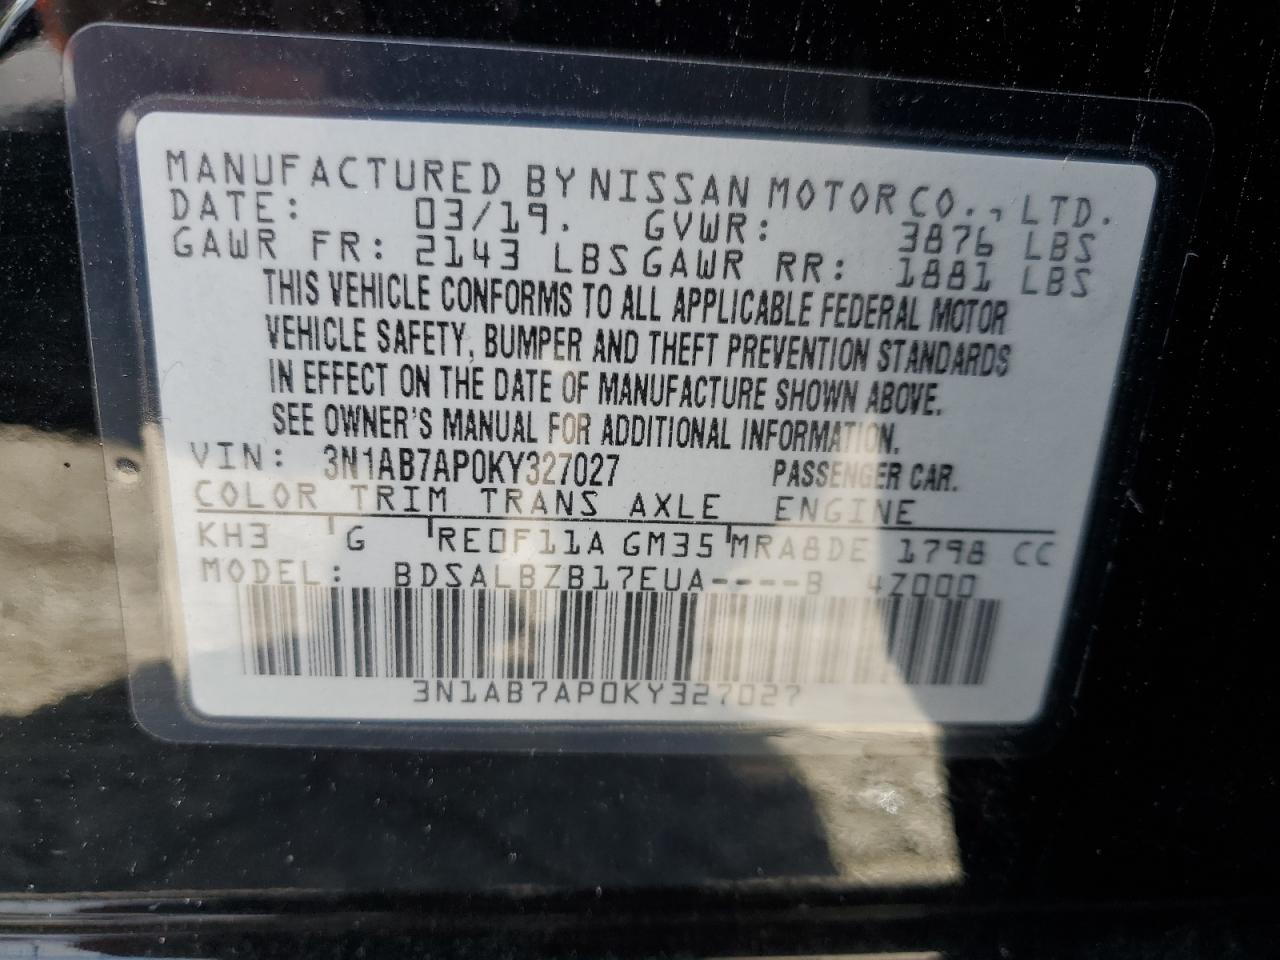 MANUFACTURED BY NISSAN MOTOR CO., LTD.
DATE: 03/19. GVWR: 3876 LBS
GAWR FR: 2143 LBS GAWR RR: 1881 LBS
THIS VEHICLE CONFORMS TO ALL APPLICABLE FEDERAL MOTOR
VEHICLE SAFETY, BUMPER AND THEFT PREVENTION STANDARDS
IN EFFECT ON THE DATE OF MANUFACTURE SHOWN ABOVE.
SEE OWNER'S MANUAL FOR ADDITIONAL INFORMATION.
VIN: 3N1AB7AP0KY327027 PASSENGER CAR.
COLOR TRIM TRANS AXLE ENGINE
KH3 G RE0F11A GM35 MRA8DE 1798 CC
MODEL: BDSALBZB17EUA----B 4Z000
3N1AB7AP0KY327027